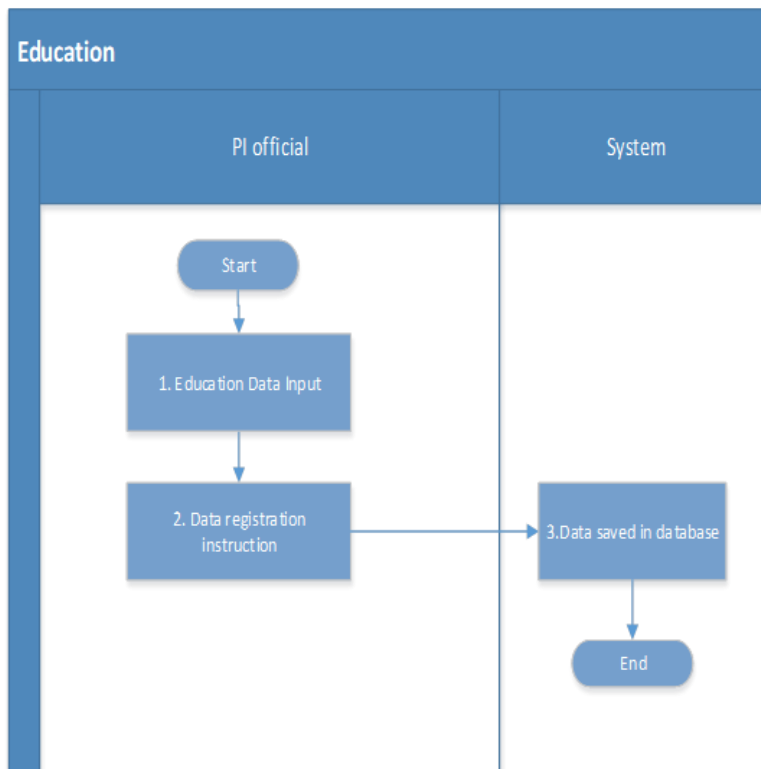 Education
PI official
System
Start
1. Education Data Input
2. Data registration
instruction
3.Data saved in database
End